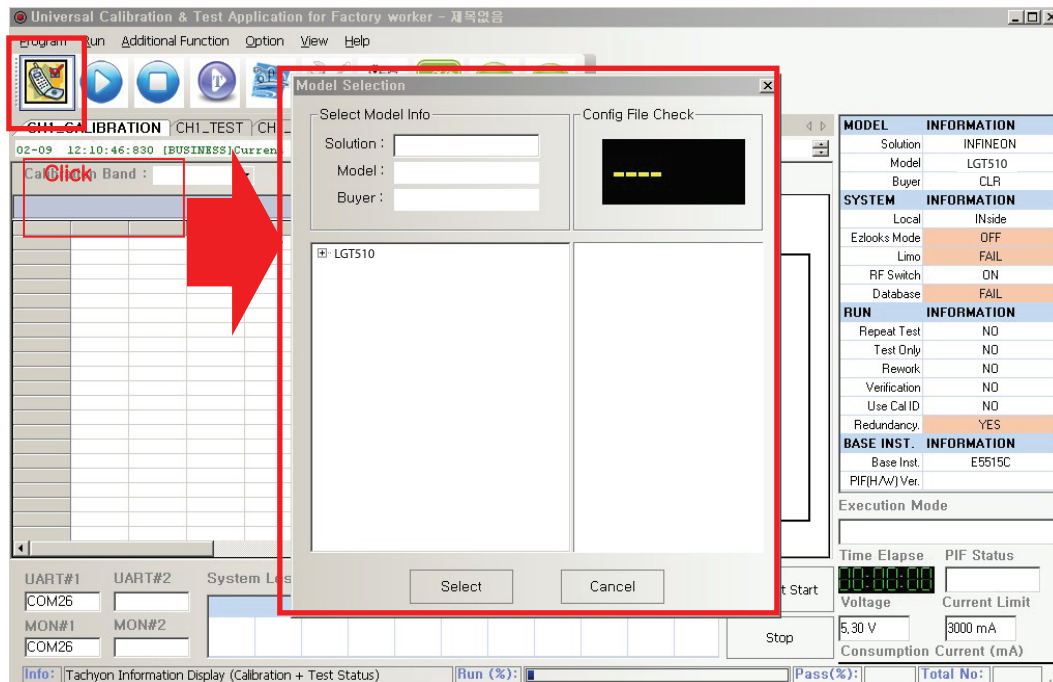 Universal Calibration & Test Application for Factory worker - 제목없음
Program Run Additional Function Option View Help
CH1_CALIBRATION CH1_TEST CH
02-09 12:10:46:830 [BUSINESS]Curren
Calibration Band :
Click
Model Selection
Select Model Info
Solution :
Model :
Buyer :
Config File Check
----
LGT510
Select Cancel
MODEL INFORMATION
Solution INFINEON
Model LGT510
Buyer CLR
SYSTEM INFORMATION
Local INside
Ezlooks Mode OFF
Limo FAIL
RF Switch ON
Database FAIL
RUN INFORMATION
Repeat Test NO
Test Only NO
Rework NO
Verification NO
Use Cal ID NO
Redundancy. YES
BASE INST. INFORMATION
Base Inst. E5515C
PIF(H/W) Ver.
Execution Mode
Time Elapse PIF Status
00:00:00
Voltage Current Limit
5,30 V 3000 mA
Consumption Current (mA)
UART#1 UART#2 System Los
COM26
MON#1 MON#2
COM26
t Start
Stop
Info: Tachyon Information Display (Calibration + Test Status) Run (%): Pass(%): Total No: